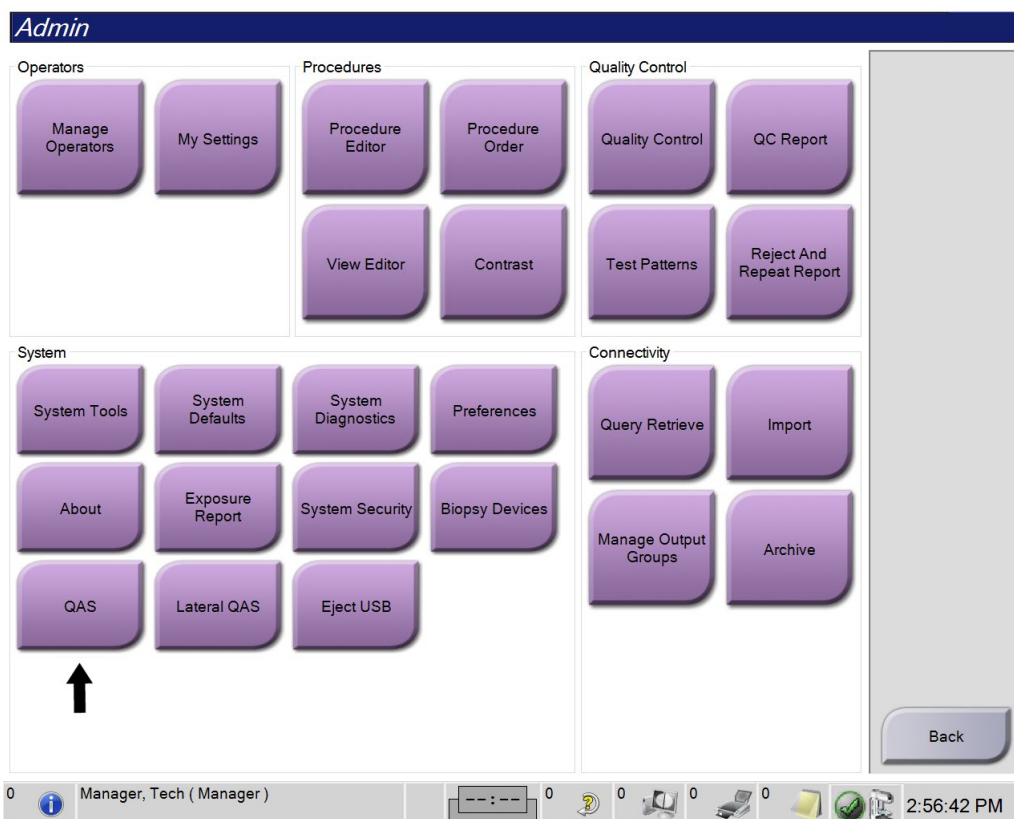 Admin
Operators
Manage
Operators
My Settings
Procedures
Procedure
Editor
Procedure
Order
View Editor
Contrast
Quality Control
Quality Control
QC Report
Test Patterns
Reject And
Repeat Report
System
System Tools
System
Defaults
System
Diagnostics
Preferences
About
Exposure
Report
System Security
Biopsy Devices
QAS
Lateral QAS
Eject USB
Connectivity
Query Retrieve
Import
Manage Output
Groups
Archive
Back
0
Manager, Tech ( Manager )
--:--
0
0
0
0
2:56:42 PM